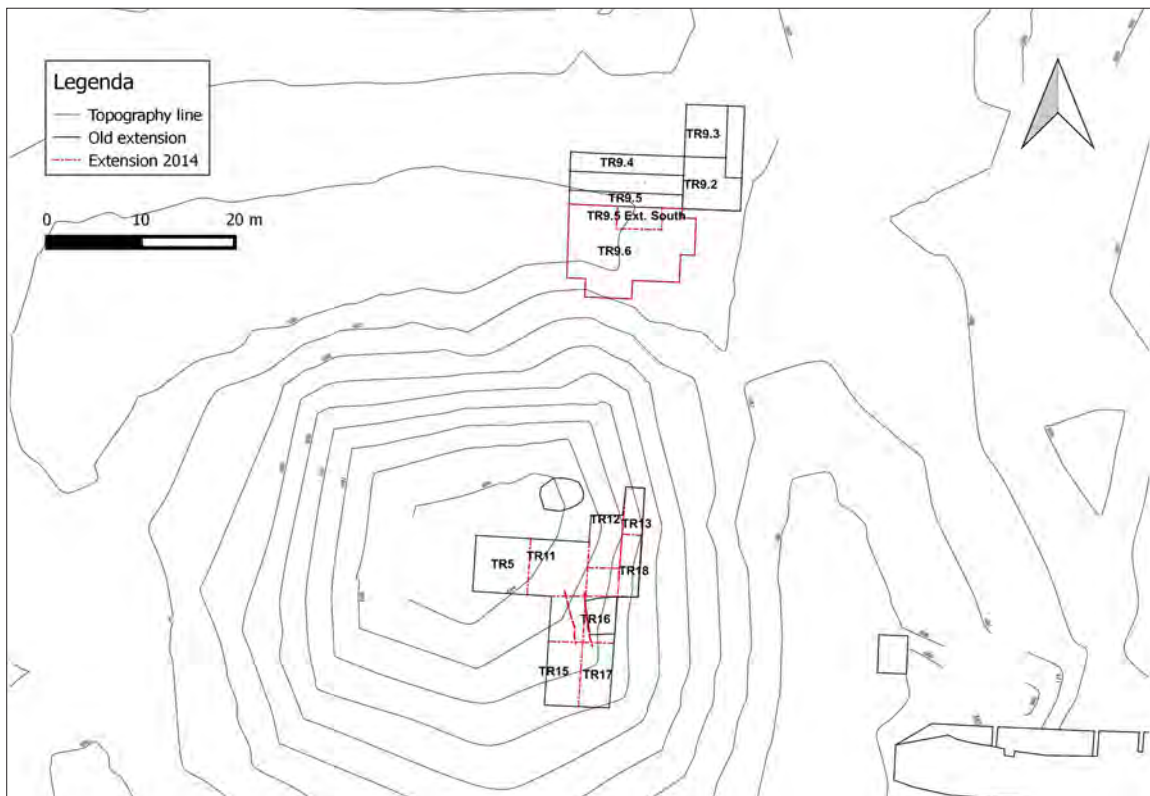 Legenda
Topography line
Old extension
Extension 2014
0 10 20 m
TR9.3
TR9.4
TR9.2
TR9.5
TR9.5 Ext. South
TR9.6
TR12
TR13
TR11
TR5
TR18
TR16
TR15
TR17